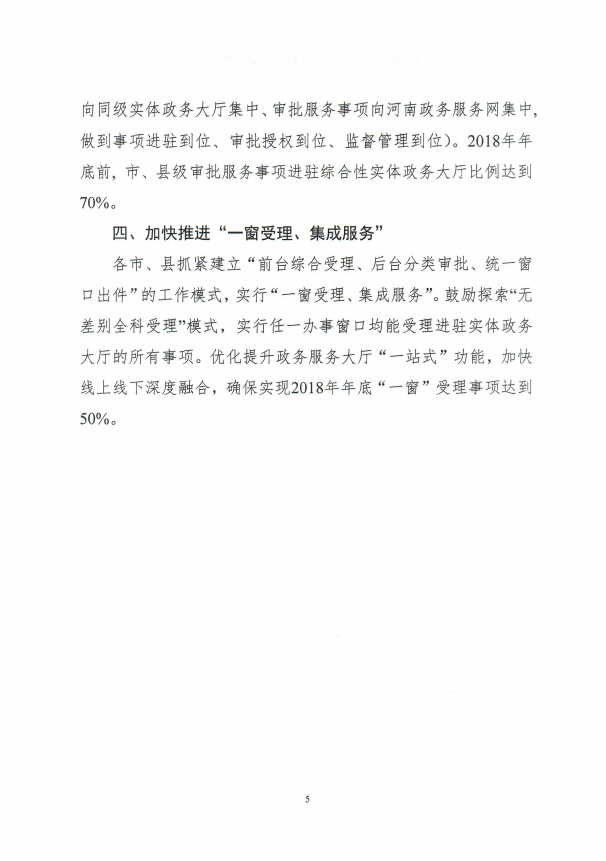 向同级实体政务大厅集中、审批服务事项向河南政务服务网集中，
做到事项进驻到位、审批授权到位、监督管理到位）。2018年年
底前，市、县级审批服务事项进驻综合性实体政务大厅比例达到
70%。
四、加快推进“一窗受理、集成服务”
各市、县抓紧建立“前台综合受理、后台分类审批、统一窗
口出件”的工作模式，实行“一窗受理、集成服务”。鼓励探索“无
差别全科受理”模式，实行任一办事窗口均能受理进驻实体政务
大厅的所有事项。优化提升政务服务大厅“一站式”功能，加快
线上线下深度融合，确保实现2018年年底“一窗”受理事项达到
50%。
5